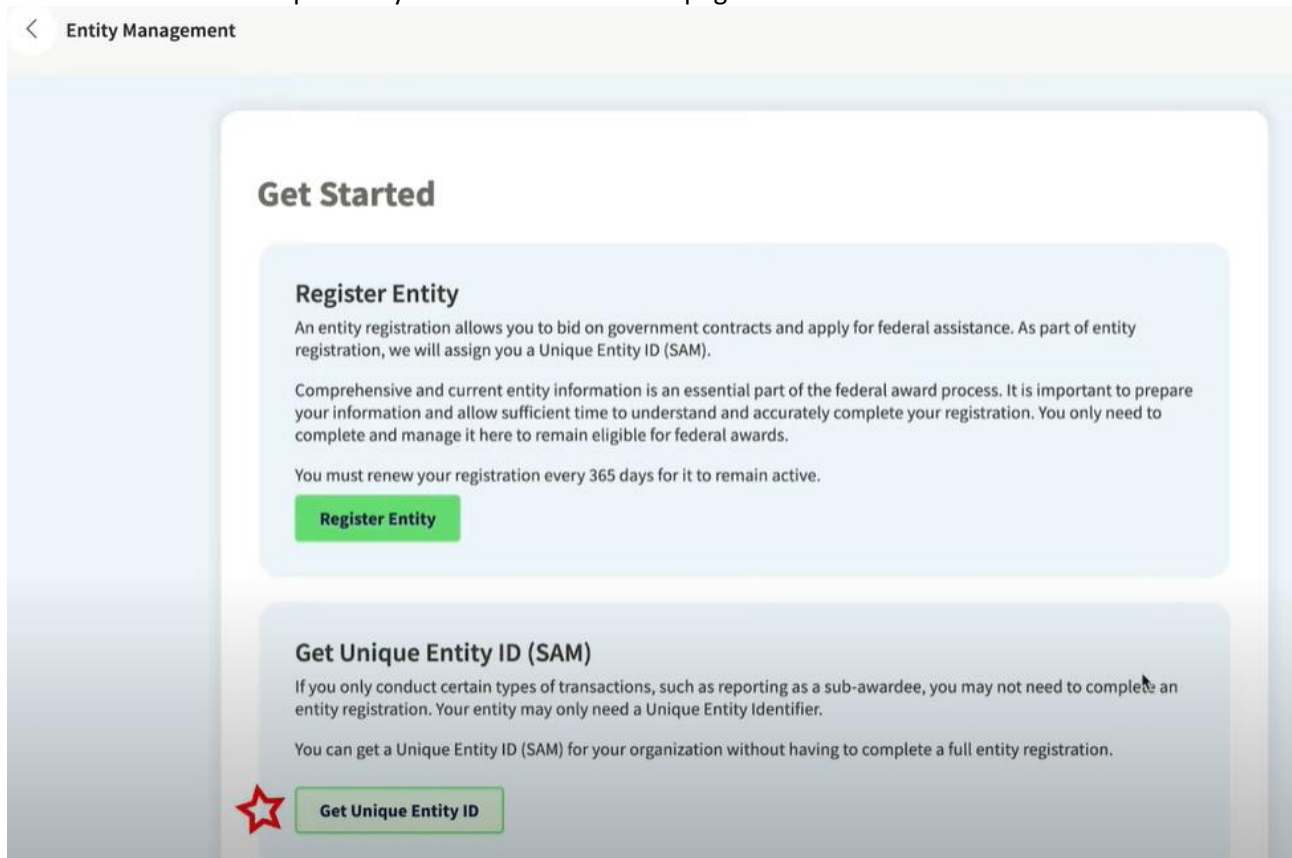 Entity Management
Get Started
Register Entity
An entity registration allows you to bid on government contracts and apply for federal assistance. As part of entity
registration, we will assign you a Unique Entity ID (SAM).
Comprehensive and current entity information is an essential part of the federal award process. It is important to prepare
your information and allow sufficient time to understand and accurately complete your registration. You only need to
complete and manage it here to remain eligible for federal awards.
You must renew your registration every 365 days for it to remain active.
Register Entity
Get Unique Entity ID (SAM)
If you only conduct certain types of transactions, such as reporting as a sub-awardee, you may not need to complete an
entity registration. Your entity may only need a Unique Entity Identifier.
You can get a Unique Entity ID (SAM) for your organization without having to complete a full entity registration.
Get Unique Entity ID